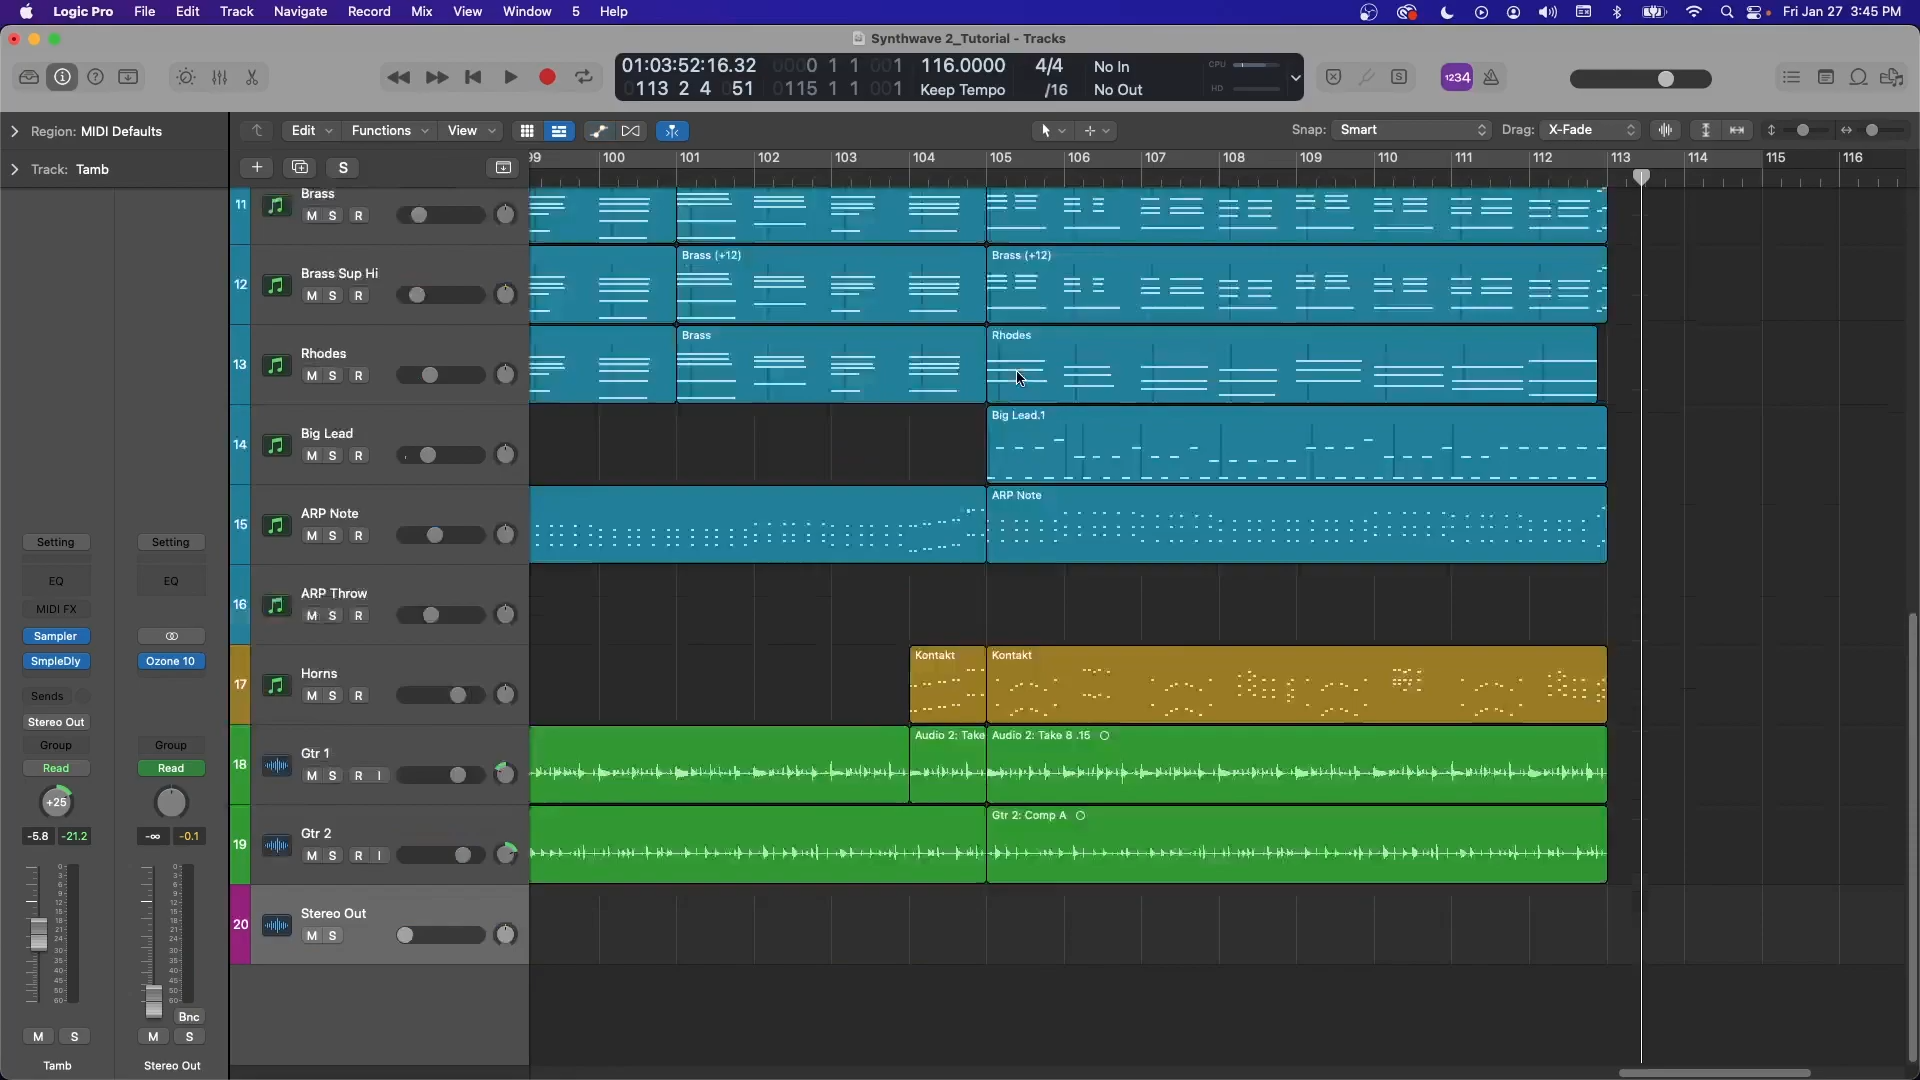 Logic Pro File Edit Track Navigate Record Mix View Window 5 Help Fri Jan 27 3:45 PM
Synthwave 2_Tutorial - Tracks
01:03:52:16.32 0000 1 1 001 116.0000 4/4 No In CPU
0113 2 4 051 0115 1 1 001 Keep Tempo /16 No Out HD
1234
Region: MIDI Defaults
Edit Functions View Snap: Smart Drag: X-Fade
Track: Tamb
S
99 100 101 102 103 104 105 106 107 108 109 110 111 112 113 114 115 116
11 Brass
M S R
Brass (+12) Brass (+12)
12 Brass Sup Hi
M S R
Brass Rhodes
13 Rhodes
M S R
Big Lead.1
14 Big Lead
M S R
ARP Note
15 ARP Note
M S R
16 ARP Throw
M S R
Kontakt Kontakt
17 Horns
M S R
Audio 2: Take Audio 2: Take 8 .15
18 Gtr 1
M S R I
Gtr 2: Comp A
19 Gtr 2
M S R I
20 Stereo Out
M S
Setting Setting
EQ EQ
MIDI FX
Sampler
SmpleDly Ozone 10
Sends
Stereo Out
Group Group
Read Read
+25
-5.8 -21.2 -∞ -0.1
Bnc
M S M S
Tamb Stereo Out